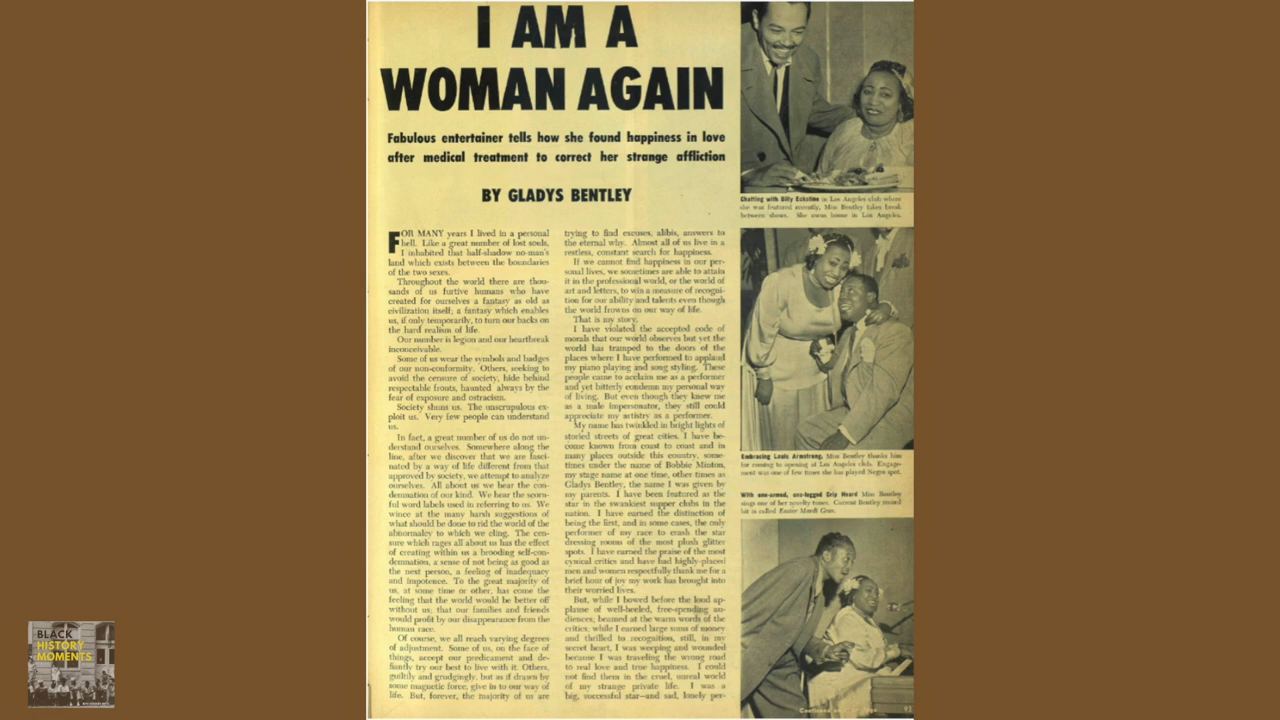 I AM A
WOMAN AGAIN
Fabulous entertainer tells how she found happiness in love
after medical treatment to correct her strange affliction
BY GLADYS BENTLEY
FOR MANY years I lived in a personal
hell. Like a great number of lost souls,
I inhabited that half-shadow no-man's
land which exists between the boundaries
of the two sexes.
Throughout the world there are thou-
sands of us furtive humans who have
created for ourselves a fantasy as old as
civilization itself; a fantasy which enables
us, if only temporarily, to turn our backs on
the hard realism of life.
Our number is legion and our heartbreak
inconceivable.
Some of us wear the symbols and badges
of our non-conformity. Others, seeking to
avoid the censure of society, hide behind
respectable fronts, haunted always by the
fear of exposure and ostracism.
Society shuns us. The unscrupulous ex-
ploit us. Very few people can understand
us.
In fact, a great number of us do not un-
derstand ourselves. Somewhere along the
line, after we discover that we are fasci-
nated by a way of life different from that
approved by society, we attempt to analyze
ourselves. All about us we hear the con-
demnation of our kind. We hear the scorn-
ful word labels used in referring to us. We
wince at the many harsh suggestions of
what should be done to rid the world of the
abnormalcy to which we cling. The cen-
sure which rages all about us has the effect
of creating within us a brooding self-con-
demnation, a sense of not being as good as
the next person, a feeling of inadequacy
and impotence. To the great majority of
us, at some time or other, has come the
feeling that the world would be better off
without us; that our families and friends
would profit by our disappearance from the
human race.
Of course, we all reach varying degrees
of adjustment. Some of us, on the face of
things, accept our predicament and de-
fiantly try our best to live with it. Others,
guiltily and grudgingly, but as if drawn by
some magnetic force, give in to our way of
life. But, forever, the majority of us are
trying to find excuses, alibis, answers to
the eternal why. Almost all of us live in a
restless, constant search for happiness.
If we cannot find happiness in our per-
sonal lives, we sometimes are able to attain
it in the professional world, or the world of
art and letters, to win a measure of recogni-
tion for our ability and talents even though
the world frowns on our way of life.
That is my story.
I have violated the accepted code of
morals that our world observes but yet the
world has tramped to the doors of the
places where I have performed to applaud
my piano playing and song styling. These
people came to acclaim me as a performer
and yet bitterly condemn my personal way
of living. But even though they knew me
as a male impersonator, they still could
appreciate my artistry as a performer.
My name has twinkled in bright lights of
storied streets of great cities. I have be-
come known from coast to coast and in
many places outside this country, some-
times under the name of Bobbie Minton,
my stage name at one time, other times as
Gladys Bentley, the name I was given by
my parents. I have been featured as the
star in the swankiest supper clubs in the
nation. I have earned the distinction of
being the first, and in some cases, the only
performer of my race to crash the star
dressing rooms of the most plush glitter
spots. I have earned the praise of the most
cynical critics and have had highly-placed
men and women respectfully thank me for a
brief hour of joy my work has brought into
their worried lives.
But, while I bowed before the loud ap-
plause of well-heeled, free-spending au-
diences; beamed at the warm words of the
critics; while I earned large sums of money
and thrilled to recognition, still, in my
secret heart, I was weeping and wounded
because I was traveling the wrong road
to real love and true happiness. I could
not find them in the cruel, unreal world
of my strange private life. I was a
big, successful star—and sad, lonely per-
Chatting with Billy Eckstine in Los Angeles club where
she was featured recently, Miss Bentley takes break
between shows. She owns house in Los Angeles.
Embracing Louis Armstrong, Miss Bentley thanks him
for coming to opening at Los Angeles club. Engage-
ment was one of few times she has played Negro spot.
With one-armed, one-legged Crip Heard Miss Bentley
sings one of her novelty tunes. Current Bentley record
hit is called Easter Mardi Gras.
Continued on
BLACK
HISTORY
MOMENTS